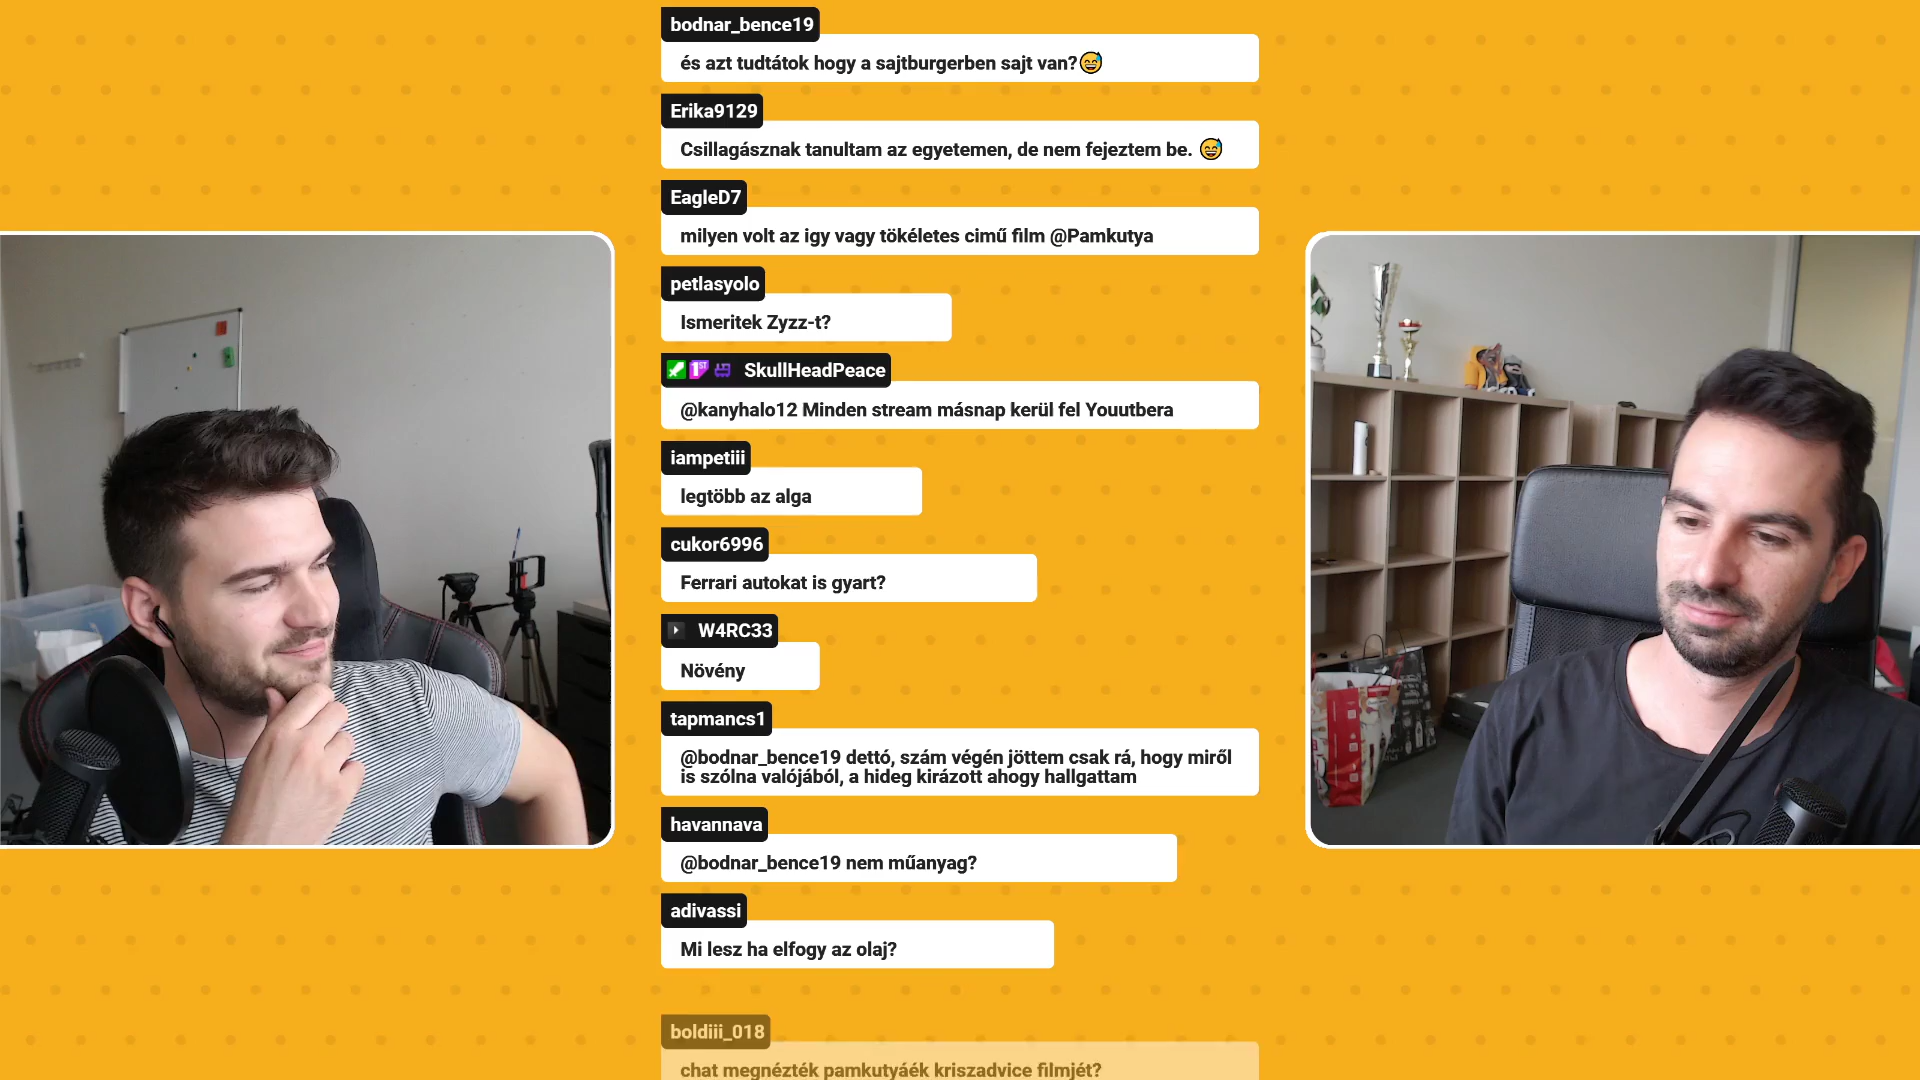 bodnar_bence19
és azt tudtátok hogy a sajtburgerben sajt van?😅
Erika9129
Csillagásznak tanultam az egyetemen, de nem fejeztem be. 😅
EagleD7
milyen volt az igy vagy tökéletes cimű film @Pamkutya
petlasyolo
Ismeritek Zyzz-t?
SkullHeadPeace
@kanyhalo12 Minden stream másnap kerül fel Youutbera
iampetiii
legtöbb az alga
cukor6996
Ferrari autokat is gyart?
W4RC33
Növény
tapmancs1
@bodnar_bence19 dettó, szám végén jöttem csak rá, hogy miről
is szólna valójából, a hideg kirázott ahogy hallgattam
havannava
@bodnar_bence19 nem műanyag?
adivassi
Mi lesz ha elfogy az olaj?
boldiii_018
chat megnézték pamkutyáék kriszadvice filmjét?